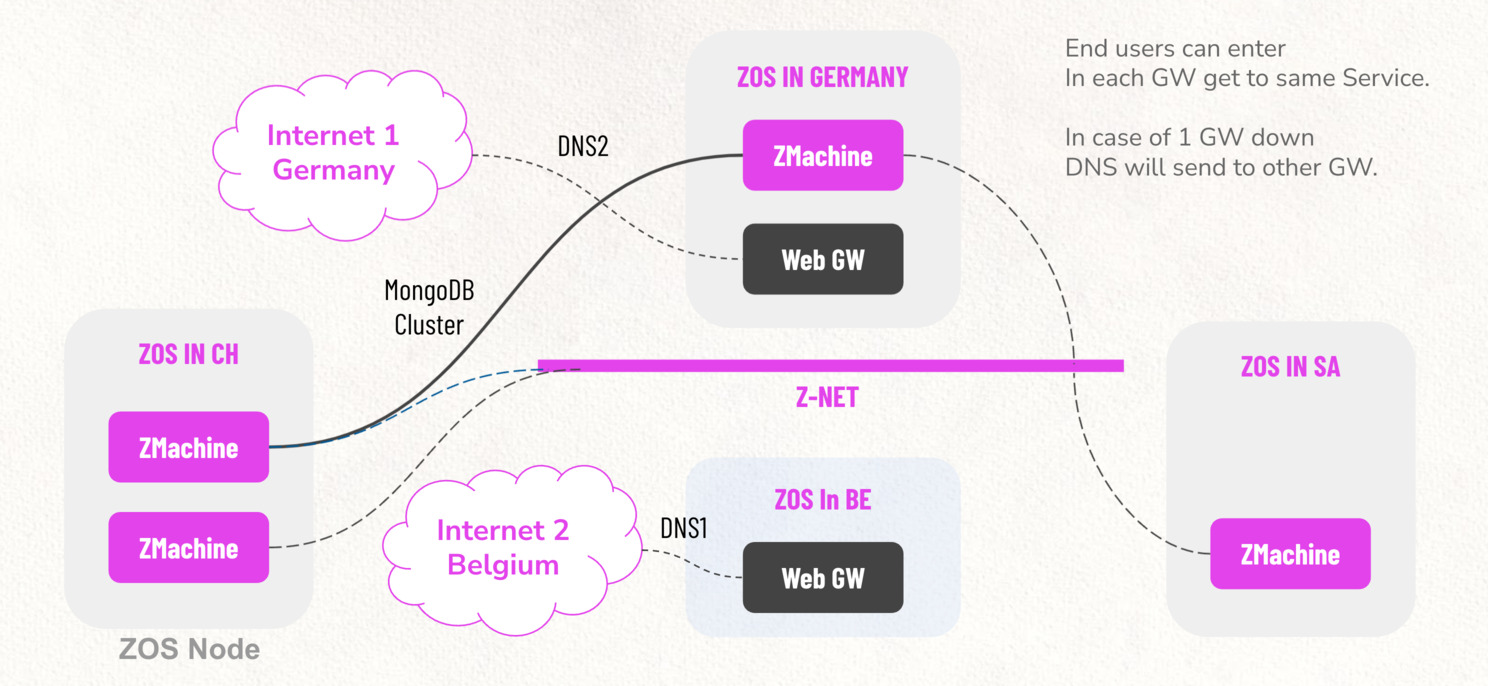 ZOS IN GERMANY
End users can enter
In each GW get to same Service.
In case of 1 GW down
DNS will send to other GW.
Internet 1
Germany
DNS2
ZMachine
Web GW
MongoDB
Cluster
ZOS IN CH
ZMachine
ZMachine
ZOS Node
Z-NET
ZOS IN SA
ZMachine
Internet 2
Belgium
DNS1
ZOS In BE
Web GW